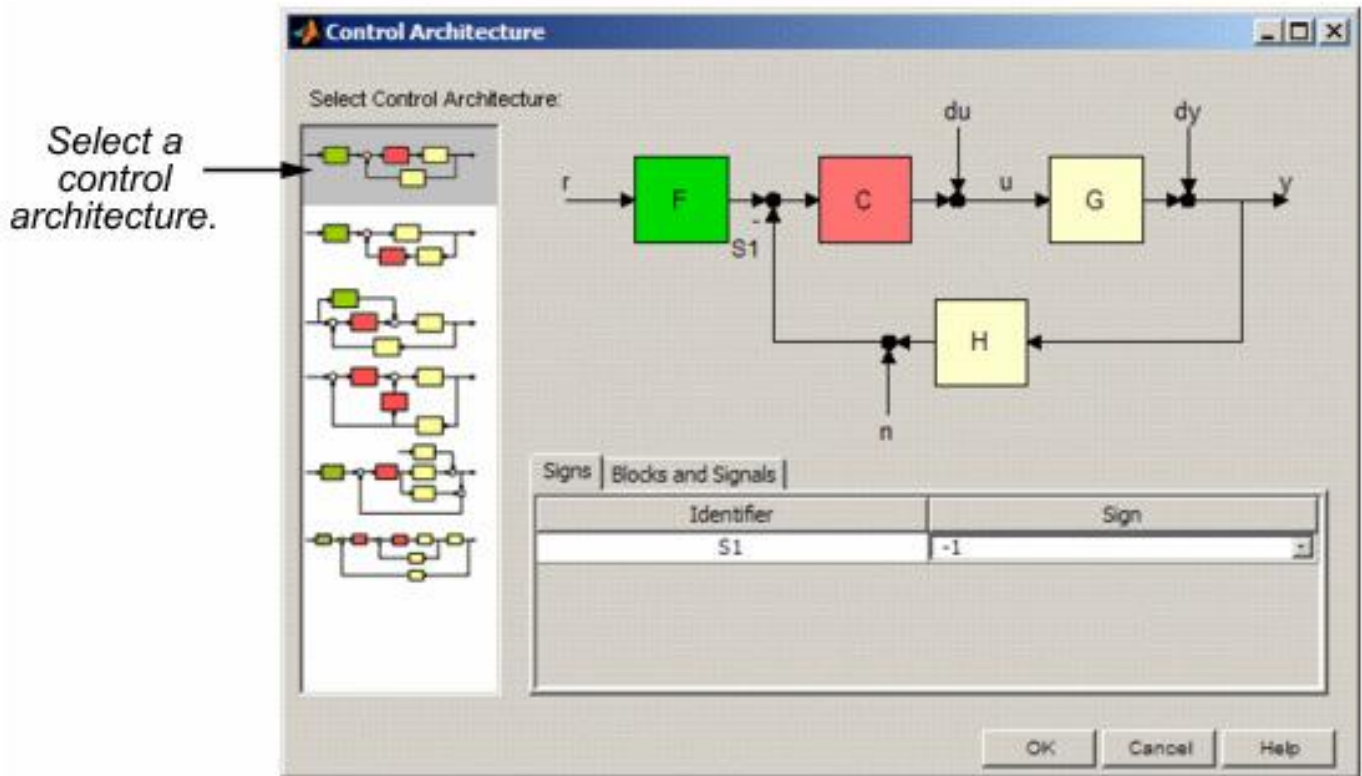 Control Architecture
Select Control Architecture:
Select a
control
architecture.
du
dy
r
F
C
u
G
y
-
S1
H
n
Signs
Blocks and Signals
Identifier
Sign
S1
-1
OK
Cancel
Help